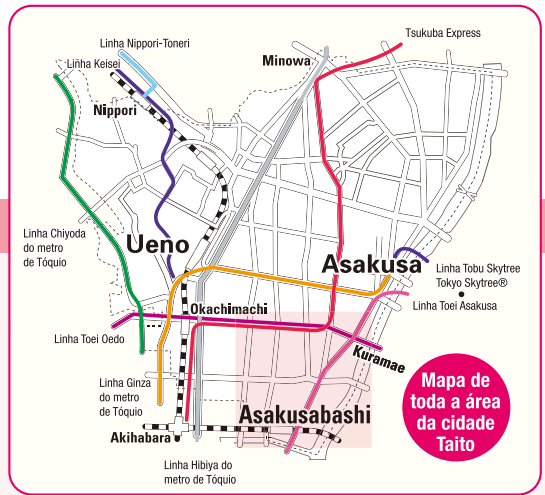 Tsukuba Express
Linha Nippori-Toneri
Minowa
Linha Keisei
Nippori
Linha Chiyoda
do metro
de Tóquio
Ueno
Asakusa
Linha Tobu Skytree
Tokyo Skytree®
Linha Toei Asakusa
Okachimachi
Linha Toei Oedo
Kuramae
Linha Ginza
do metro
de Tóquio
Asakusabashi
Akihabara
Linha Hibiya do
metro de Tóquio
Mapa de
toda a área
da cidade
Taito